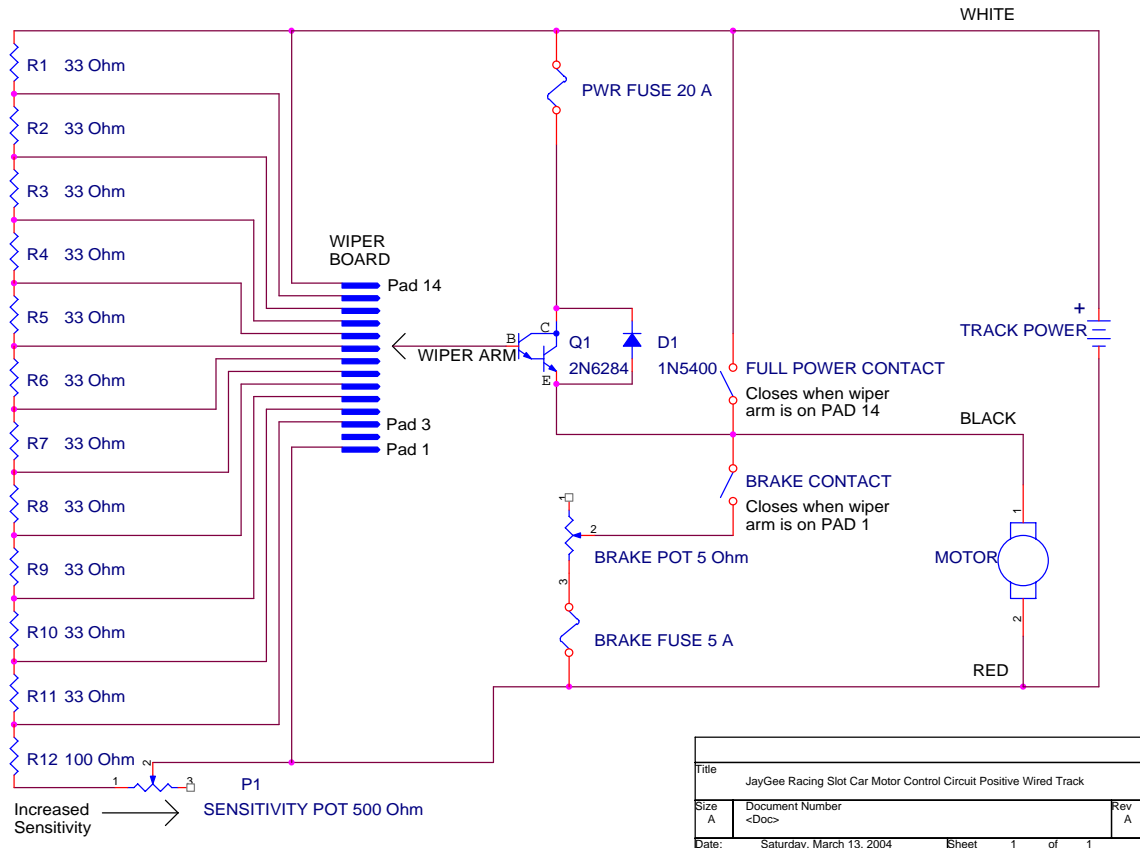 WHITE
R1 33 Ohm
PWR FUSE 20 A
R2 33 Ohm
R3 33 Ohm
WIPER
BOARD
R4 33 Ohm
Pad 14
R5 33 Ohm
+
TRACK POWER
B
C
E
WIPER ARM
Q1
2N6284
D1
1N5400
FULL POWER CONTACT
Closes when wiper
arm is on PAD 14
R6 33 Ohm
BLACK
Pad 3
Pad 1
R7 33 Ohm
BRAKE CONTACT
Closes when wiper
arm is on PAD 1
R8 33 Ohm
1
2
3
BRAKE POT 5 Ohm
1
MOTOR
2
R9 33 Ohm
R10 33 Ohm
BRAKE FUSE 5 A
RED
R11 33 Ohm
R12 100 Ohm
1
2
3
P1
SENSITIVITY POT 500 Ohm
Increased
Sensitivity
Title
JayGee Racing Slot Car Motor Control Circuit Positive Wired Track
Size
A
Document Number
<Doc>
Rev
A
Date:
Saturday, March 13, 2004
Sheet 1 of 1